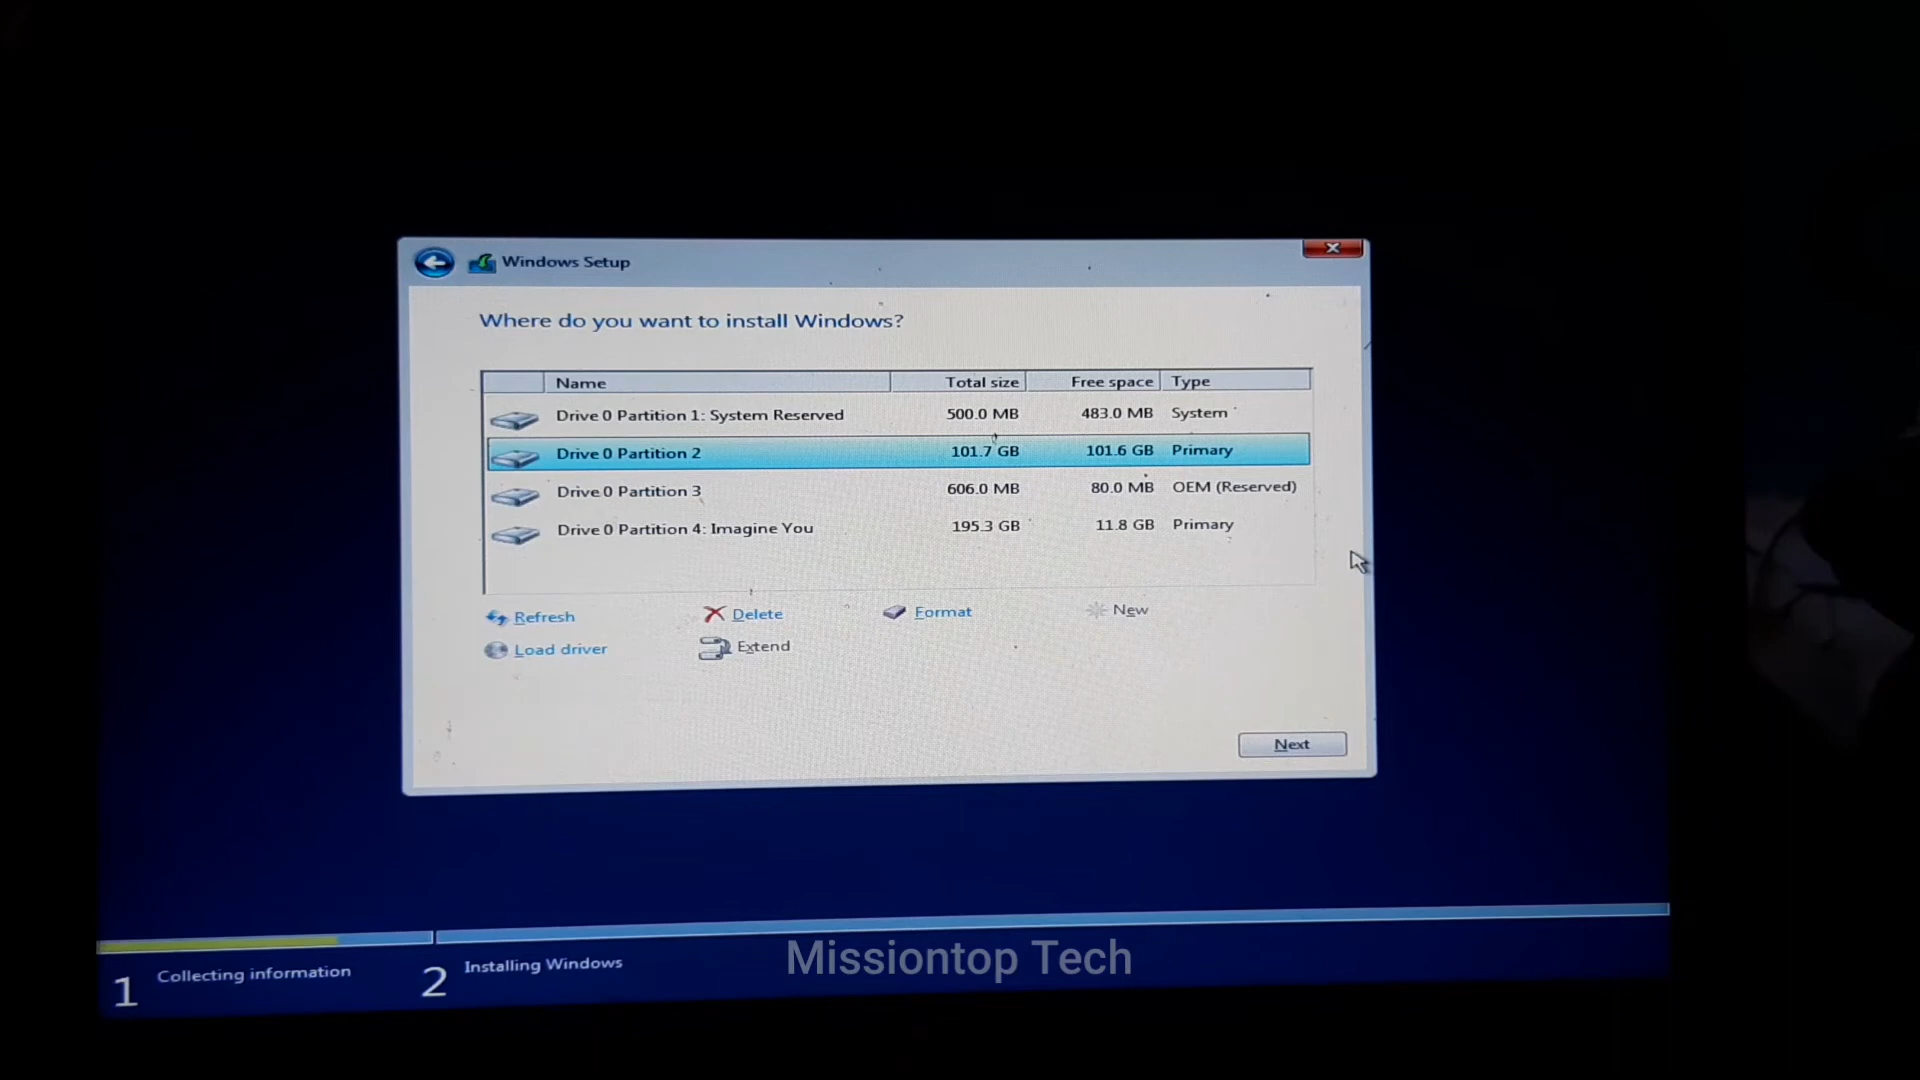 Windows Setup
Where do you want to install Windows?
Name Total size Free space Type
Drive 0 Partition 1: System Reserved 500.0 MB 483.0 MB System
Drive 0 Partition 2 101.7 GB 101.6 GB Primary
Drive 0 Partition 3 606.0 MB 80.0 MB OEM (Reserved)
Drive 0 Partition 4: Imagine You 195.3 GB 11.8 GB Primary
Refresh Delete Format New
Load driver Extend
Next
1 Collecting information 2 Installing Windows
Missiontop Tech